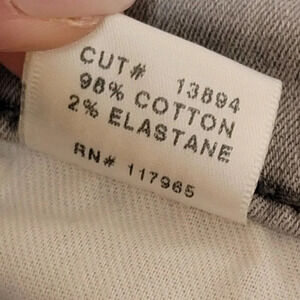 CUT# 13894
98% COTTON
2% ELASTANE
RN# 117965